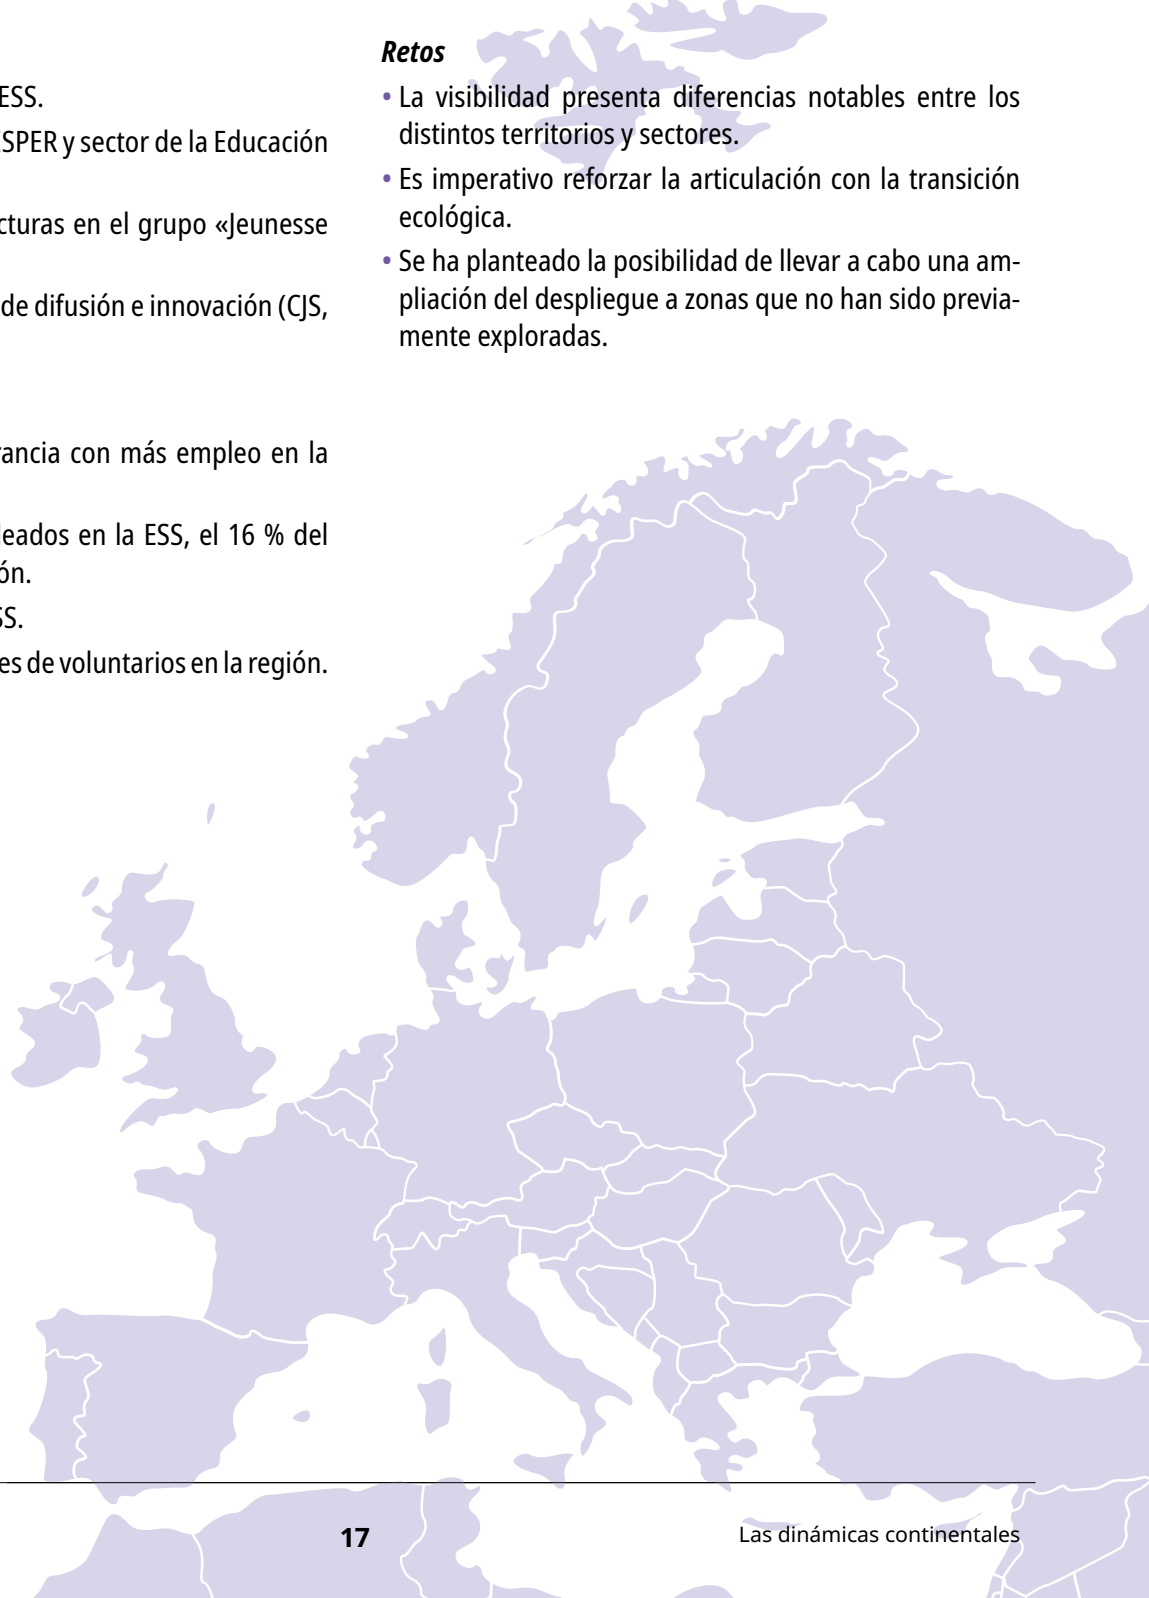 ESS.
ESPER y sector de la Educación
cturas en el grupo «Jeunesse
de difusión e innovación (CJS,
rancia con más empleo en la
leados en la ESS, el 16 % del
ón.
SS.
es de voluntarios en la región.
Retos
• La visibilidad presenta diferencias notables entre los
distintos territorios y sectores.
• Es imperativo reforzar la articulación con la transición
ecológica.
• Se ha planteado la posibilidad de llevar a cabo una am-
pliación del despliegue a zonas que no han sido previa-
mente exploradas.
17
Las dinámicas continentales